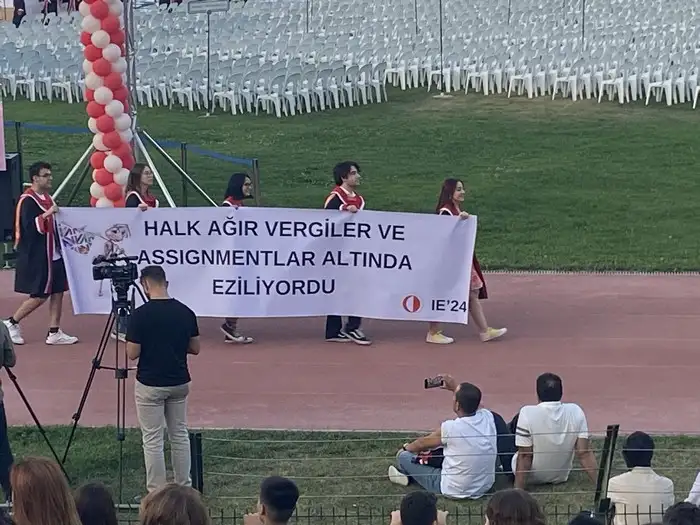 HALK AĞIR VERGİLER VE
ASSIGNMENTLAR ALTINDA
EZİLİYORDU
IE'24